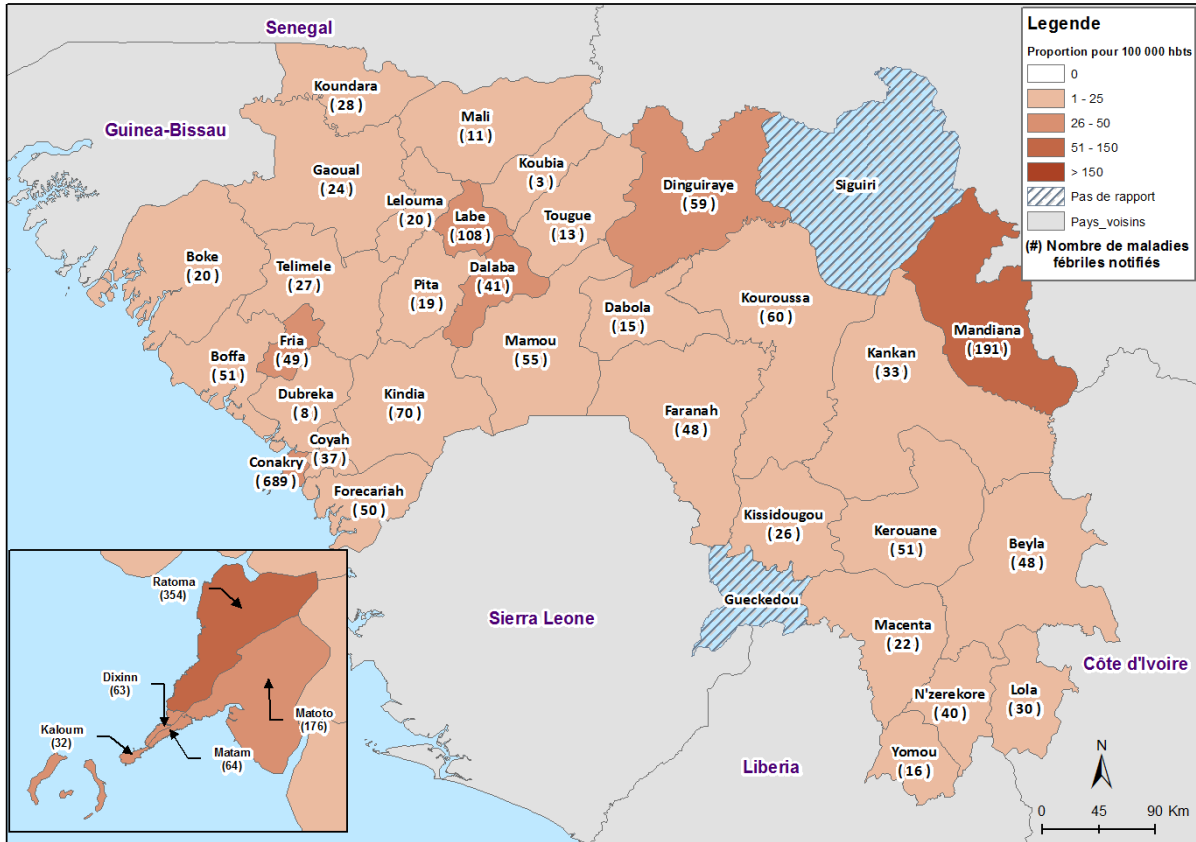 Senegal
Guinea-Bissau
Koundara
( 28 )
Mali
( 11 )
Gaoual
( 24 )
Koubia
( 3 )
Lelouma
( 20 )
Labe
( 108 )
Tougue
( 13 )
Dinguiraye
( 59 )
Siguiri
Boke
( 20 )
Telimele
( 27 )
Pita
( 19 )
Dalaba
( 41 )
Dabola
( 15 )
Kouroussa
( 60 )
Mandiana
( 191 )
Fria
( 49 )
Boffa
( 51 )
Mamou
( 55 )
Kankan
( 33 )
Dubreka
( 8 )
Kindia
( 70 )
Faranah
( 48 )
Coyah
( 37 )
Conakry
( 689 )
Forecariah
( 50 )
Kissidougou
( 26 )
Kerouane
( 51 )
Beyla
( 48 )
Gueckedou
Sierra Leone
Macenta
( 22 )
Côte d'Ivoire
N'zerekore
( 40 )
Lola
( 30 )
Yomou
( 16 )
Liberia
Legende
Proportion pour 100 000 hbts
0
1 - 25
26 - 50
51 - 150
> 150
Pas de rapport
Pays_voisins
(#) Nombre de maladies
fébriles notifiés
Ratoma
(354)
Dixinn
(63)
Kaloum
(32)
Matoto
(176)
Matam
(64)
N
0 45 90 Km